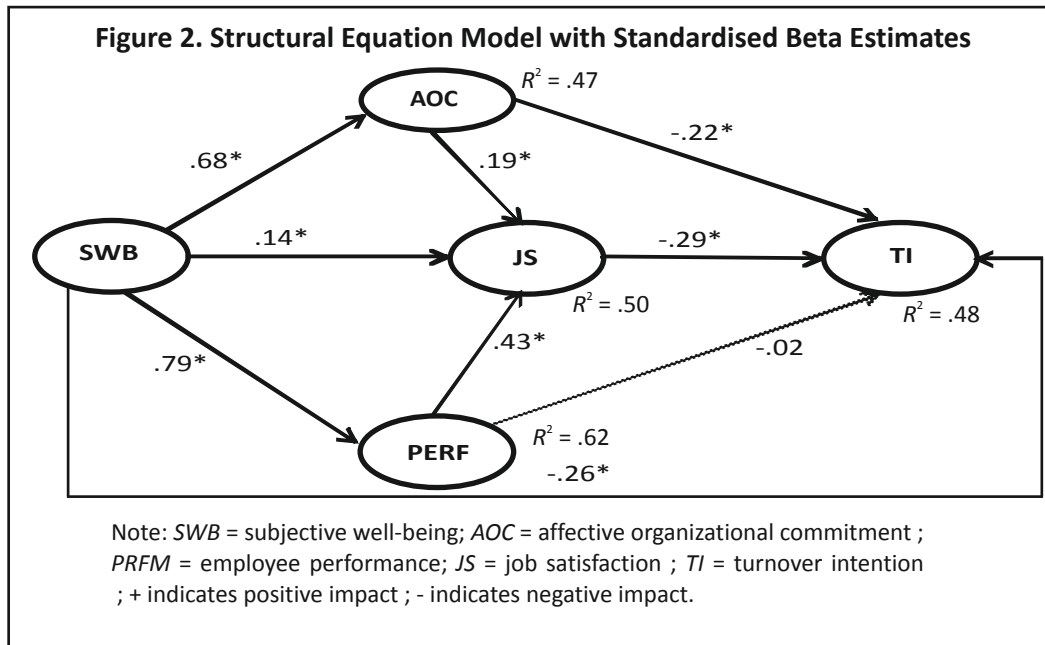 Figure 2. Structural Equation Model with Standardised Beta Estimates
R² = .47
AOC
-.22*
.68*
.19*
SWB
.14*
JS
-.29*
TI
R² = .50
R² = .48
.79*
.43*
-.02
PERF
R² = .62
-.26*
Note: SWB = subjective well-being; AOC = affective organizational commitment ;
PRFM = employee performance; JS = job satisfaction ; TI = turnover intention
; + indicates positive impact ; - indicates negative impact.